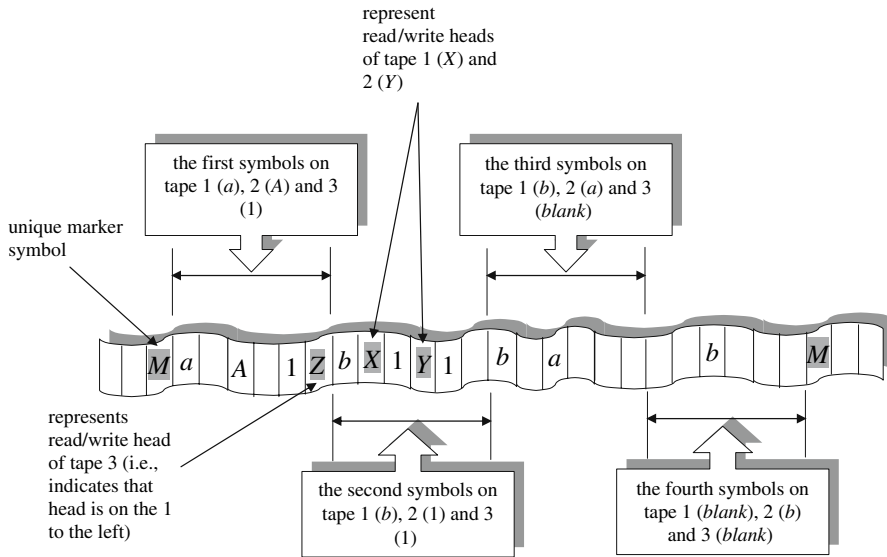 represent
read/write heads
of tape 1 (X) and
2 (Y)
the first symbols on
tape 1 (a), 2 (A) and 3
(1)
the third symbols on
tape 1 (b), 2 (a) and 3
(blank)
unique marker
symbol
M a A 1 Z b X 1 Y 1 b a b M
represents
read/write head
of tape 3 (i.e.,
indicates that
head is on the 1
to the left)
the second symbols on
tape 1 (b), 2 (1) and 3
(1)
the fourth symbols on
tape 1 (blank), 2 (b)
and 3 (blank)